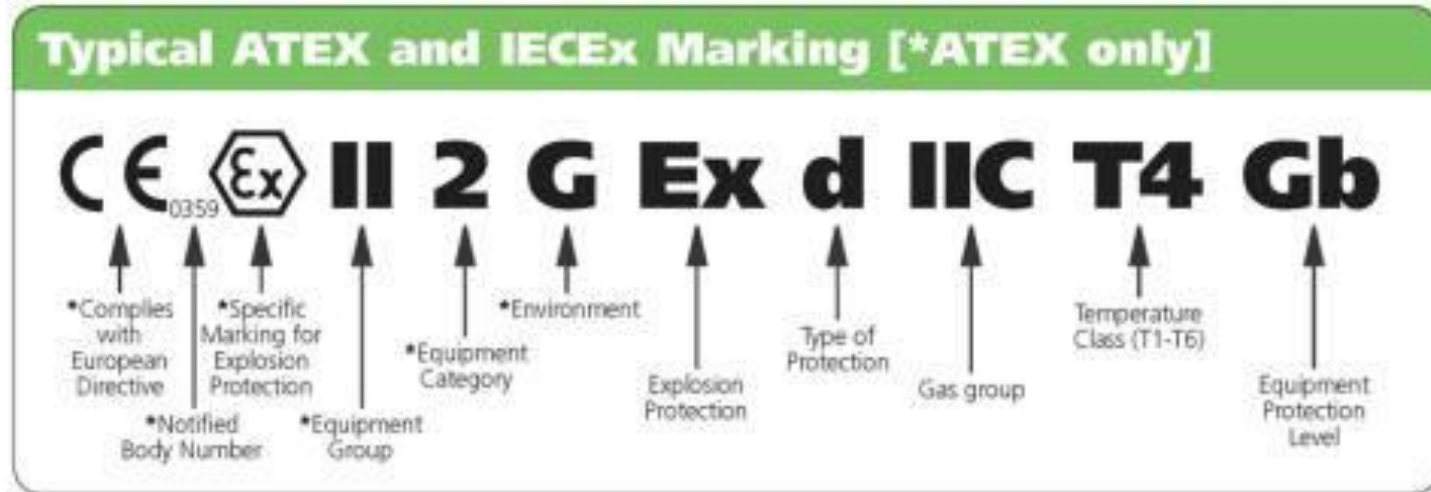 Typical ATEX and IECEx Marking [*ATEX only]
CE 0359 Ex II 2 G Ex d IIC T4 Gb
*Complies
with
European
Directive
*Notified
Body Number
*Specific
Marking for
Explosion
Protection
*Equipment
Group
*Equipment
Category
*Environment
Explosion
Protection
Type of
Protection
Gas group
Temperature
Class (T1-T6)
Equipment
Protection
Level